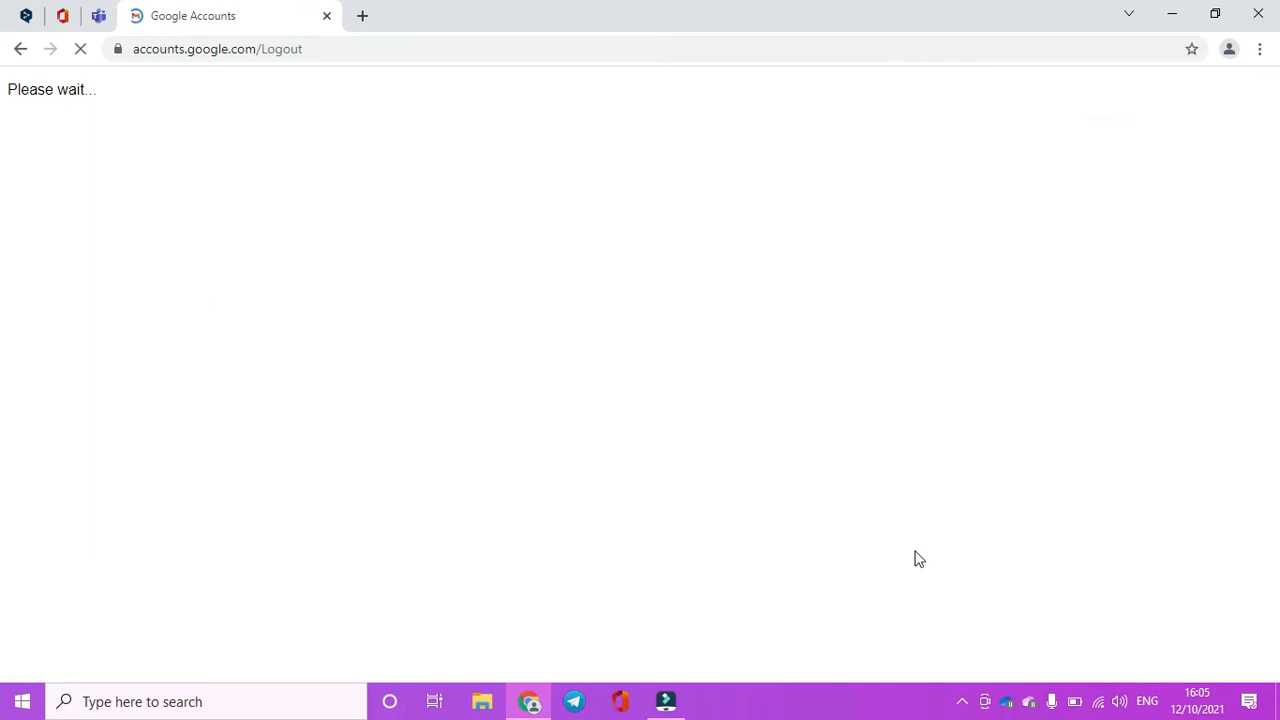 Google Accounts
accounts.google.com/Logout
Please wait...
Type here to search
ENG
16:05
12/10/2021